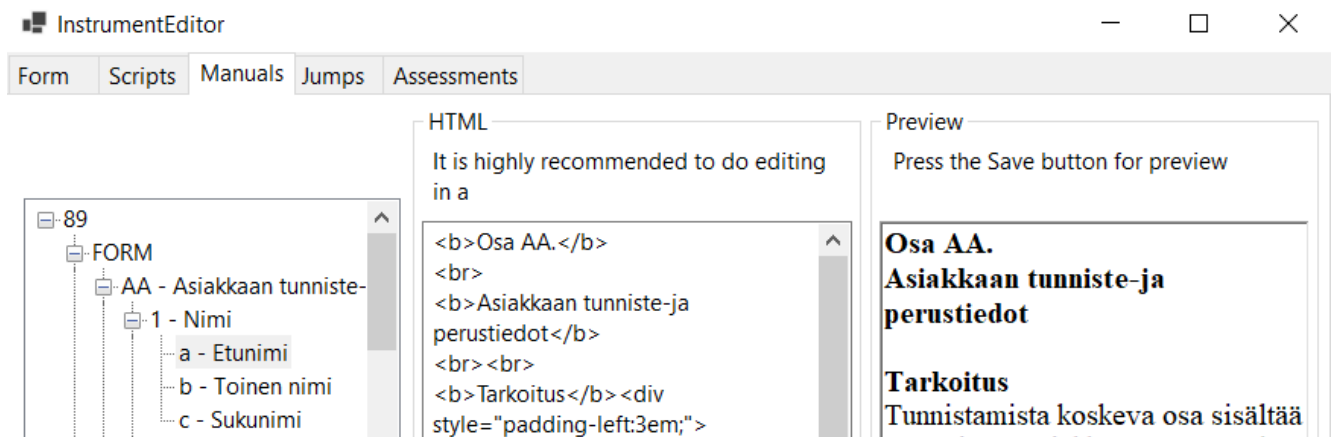 InstrumentEditor
Form Scripts Manuals Jumps Assessments
89
FORM
AA - Asiakkaan tunniste-
1 - Nimi
a - Etunimi
b - Toinen nimi
c - Sukunimi
HTML
It is highly recommended to do editing
in a
<b>Osa AA.</b>
<br>
<b>Asiakkaan tunniste-ja
perustiedot</b>
<br><br>
<b>Tarkoitus</b><div
style="padding-left:3em;">
Preview
Press the Save button for preview
Osa AA.
Asiakkaan tunniste-ja
perustiedot
Tarkoitus
Tunnistamista koskeva osa sisältää